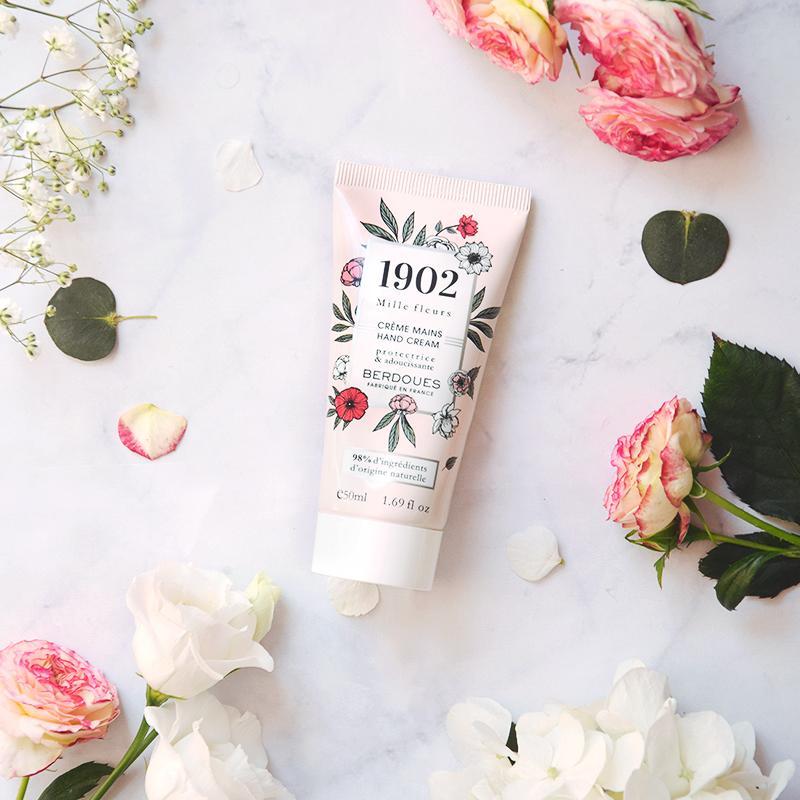 1902
Mille fleurs
CRÈME MAINS
HAND CREAM
protectrice
& adoucissante
BERDOUES
FABRIQUÉ EN FRANCE
98% d'ingrédients
d'origine naturelle
℮50ml 1.69 fl oz